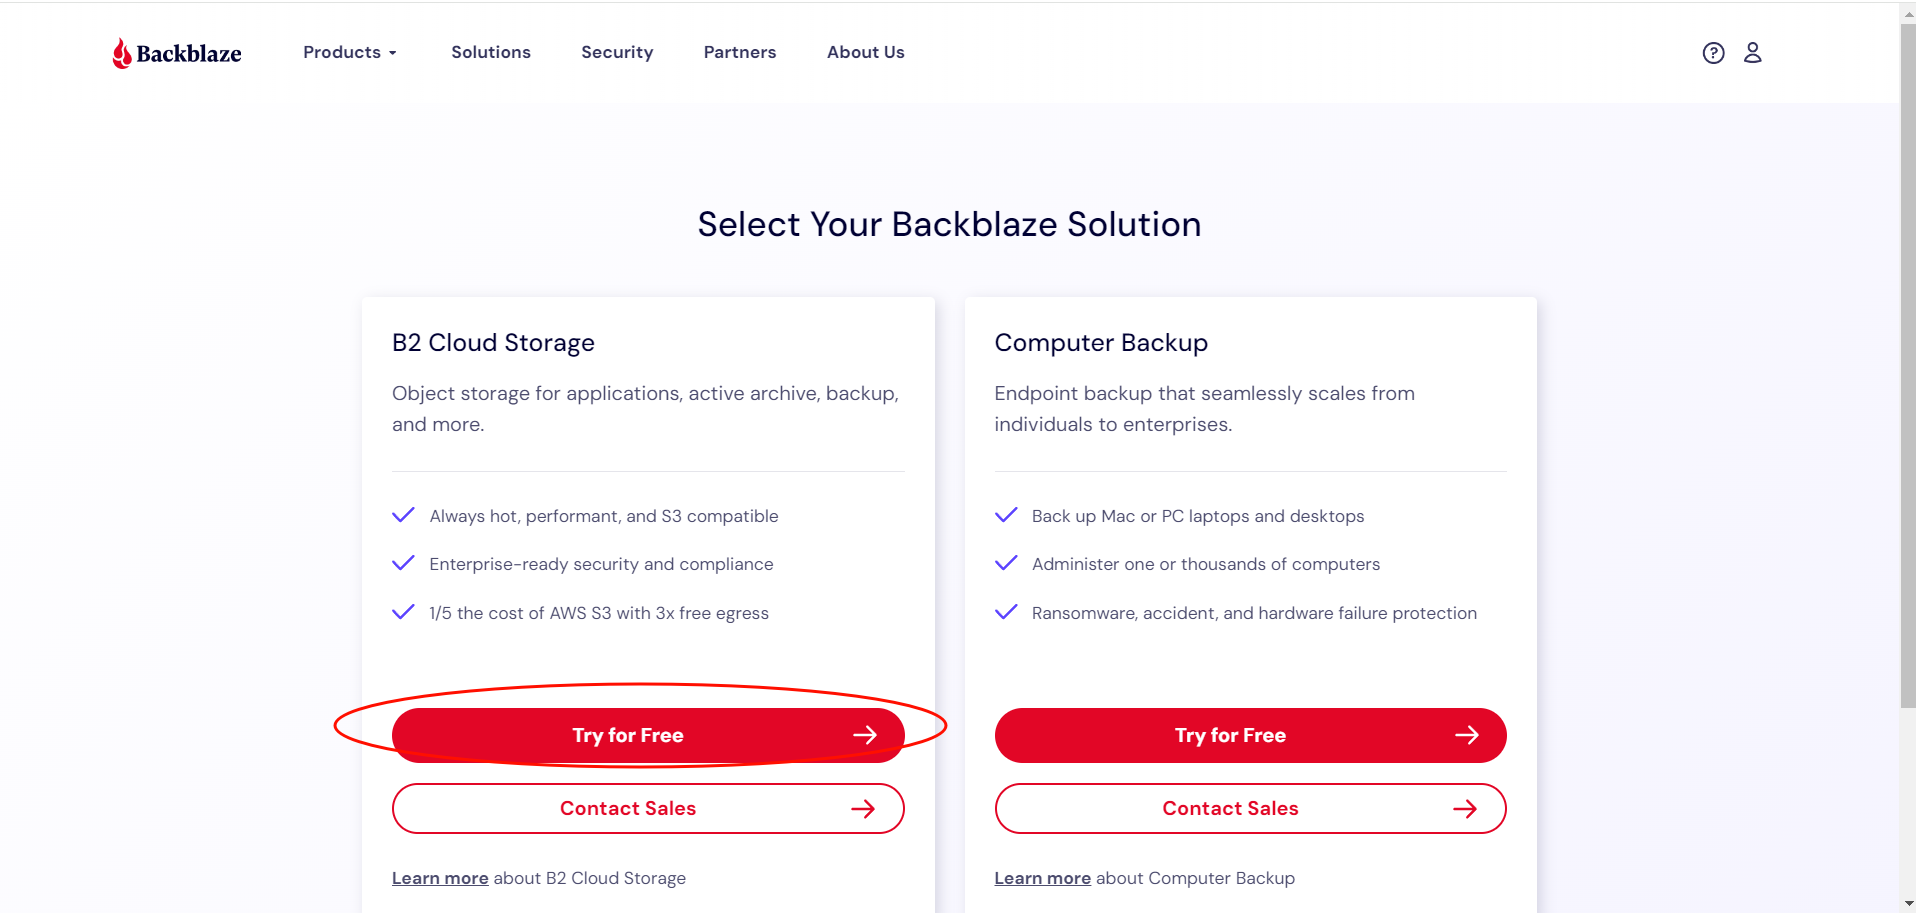 Backblaze
Products
Solutions
Security
Partners
About Us
Select Your Backblaze Solution
B2 Cloud Storage
Object storage for applications, active archive, backup,
and more.
Always hot, performant, and S3 compatible
Enterprise-ready security and compliance
1/5 the cost of AWS S3 with 3x free egress
Try for Free
Contact Sales
Learn more about B2 Cloud Storage
Computer Backup
Endpoint backup that seamlessly scales from
individuals to enterprises.
Back up Mac or PC laptops and desktops
Administer one or thousands of computers
Ransomware, accident, and hardware failure protection
Try for Free
Contact Sales
Learn more about Computer Backup